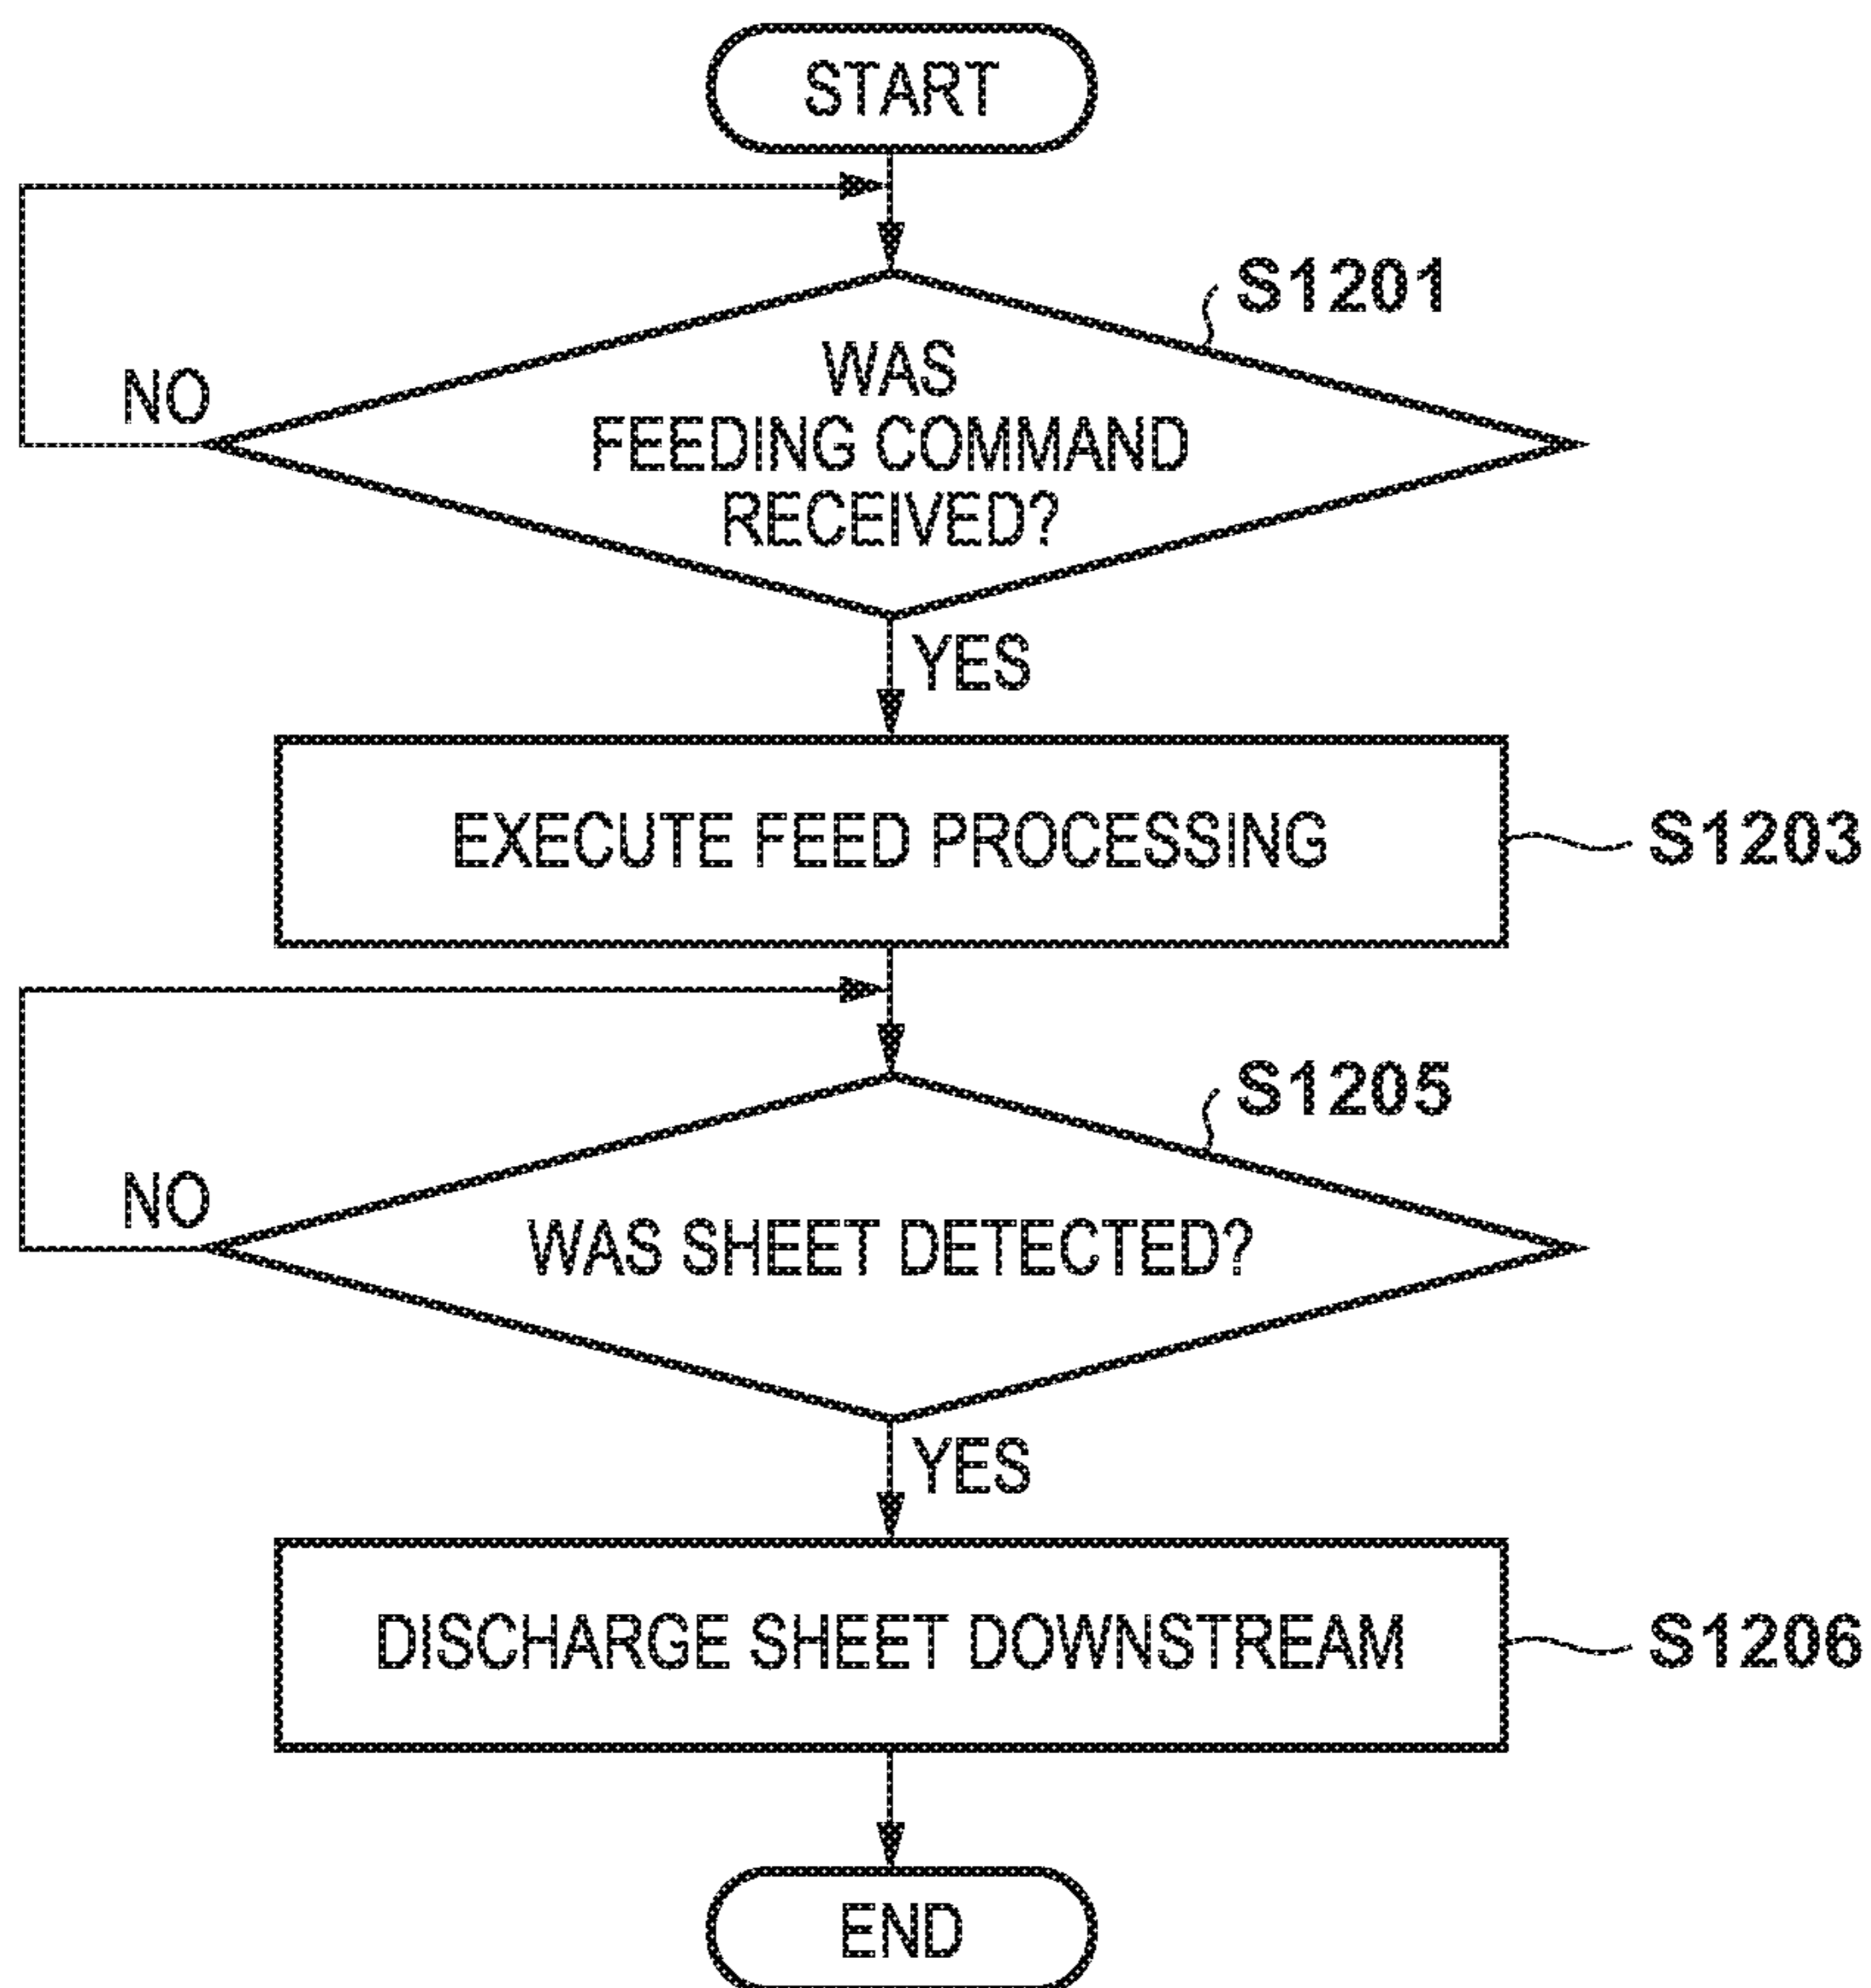 START
S1201
WAS
FEEDING COMMAND
RECEIVED?
NO
YES
EXECUTE FEED PROCESSING
S1203
S1205
WAS SHEET DETECTED?
NO
YES
DISCHARGE SHEET DOWNSTREAM
S1206
END